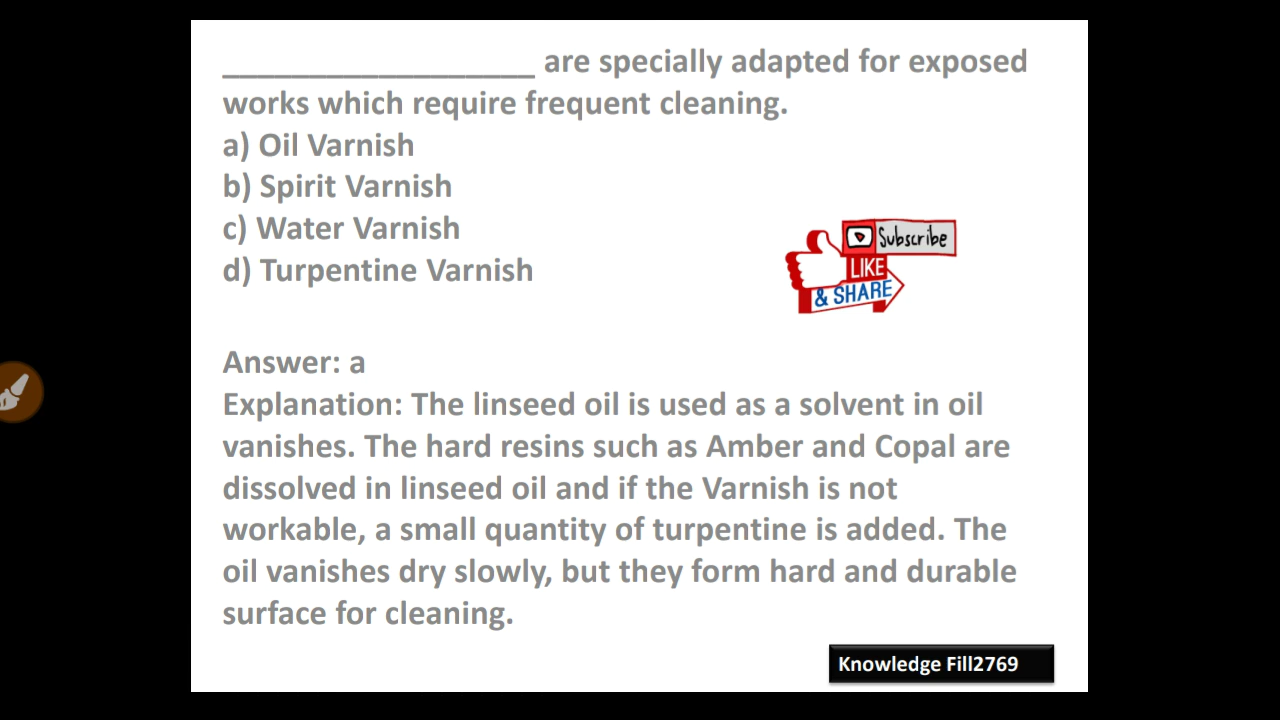 __________________ are specially adapted for exposed
works which require frequent cleaning.
a) Oil Varnish
b) Spirit Varnish
c) Water Varnish
d) Turpentine Varnish
Subscribe
LIKE
& SHARE
Answer: a
Explanation: The linseed oil is used as a solvent in oil
vanishes. The hard resins such as Amber and Copal are
dissolved in linseed oil and if the Varnish is not
workable, a small quantity of turpentine is added. The
oil vanishes dry slowly, but they form hard and durable
surface for cleaning.
Knowledge Fill2769